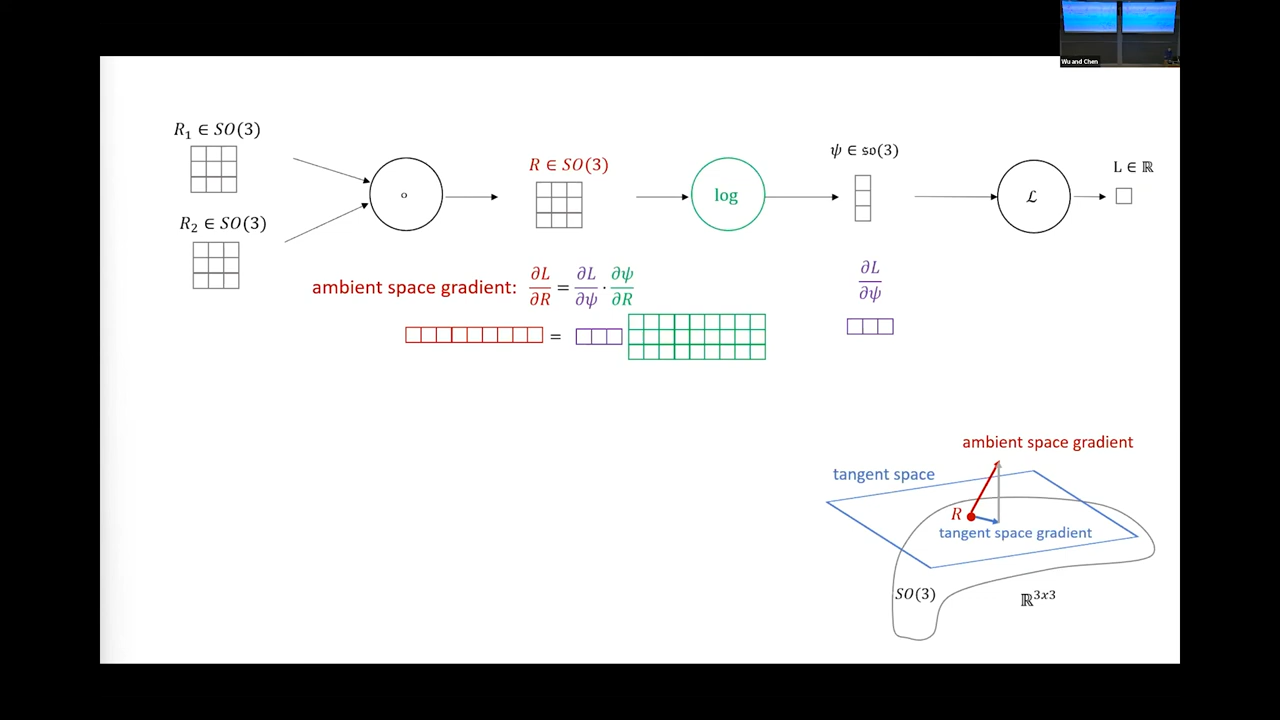 Wu and Chen
R₁ ∈ SO(3)
R₂ ∈ SO(3)
∘
R ∈ SO(3)
log
ψ ∈ 𝔰𝔬(3)
ℒ
L ∈ ℝ
ambient space gradient: ∂L/∂R = ∂L/∂ψ · ∂ψ/∂R
=
∂L/∂ψ
ambient space gradient
tangent space
R
tangent space gradient
SO(3)
ℝ³ˣ³